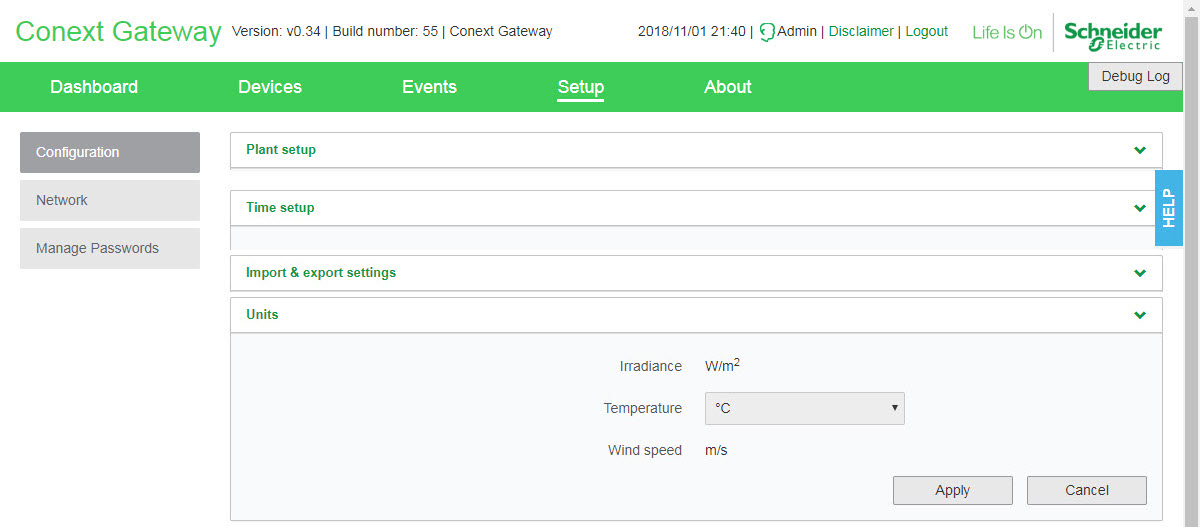 Conext Gateway Version: v0.34 | Build number: 55 | Conext Gateway 2018/11/01 21:40 | Admin | Disclaimer | Logout Life Is On Schneider Electric
Debug Log
Dashboard Devices Events Setup About
Configuration
Network
Manage Passwords
Plant setup
Time setup
HELP
Import & export settings
Units
Irradiance W/m²
Temperature °C
Wind speed m/s
Apply Cancel